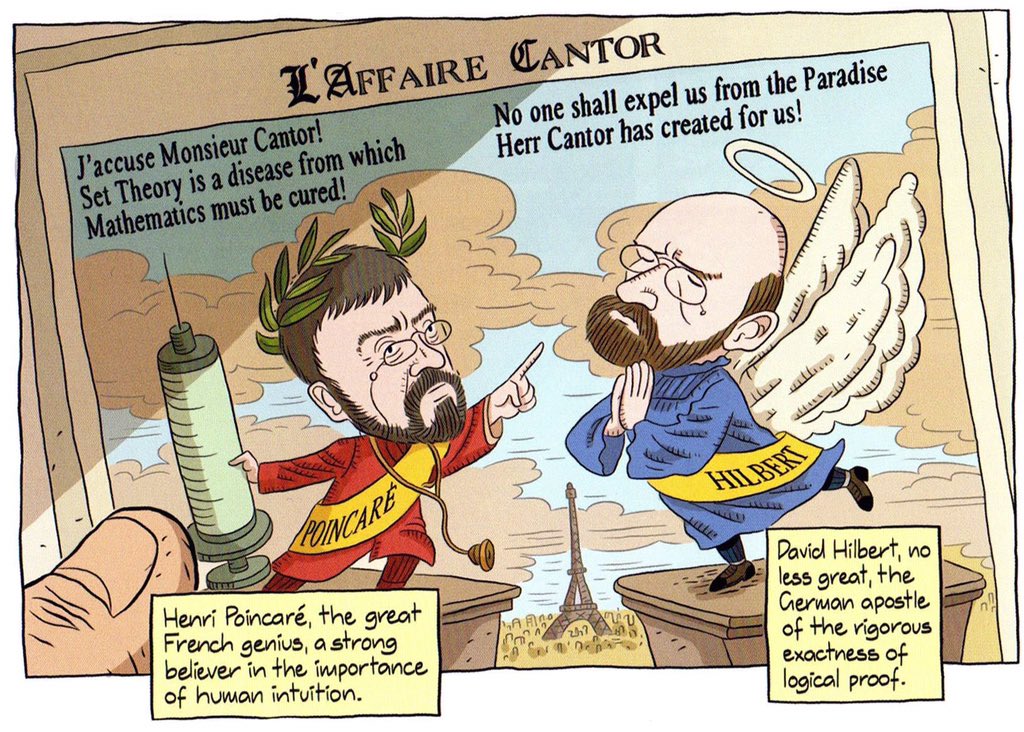 L'AFFAIRE CANTOR
J'accuse Monsieur Cantor!
Set Theory is a disease from which
Mathematics must be cured!
No one shall expel us from the Paradise
Herr Cantor has created for us!
POINCARÉ
HILBERT
Henri Poincaré, the great
French genius, a strong
believer in the importance
of human intuition.
David Hilbert, no
less great, the
German apostle
of the rigorous
exactness of
logical proof.